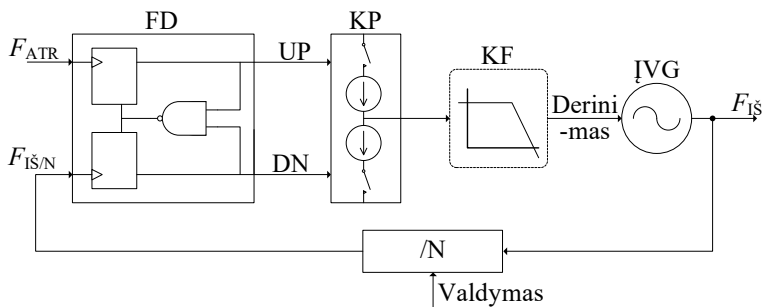 FD
KP
F_ATR
UP
KF
ĮVG
Derini
-mas
F_IŠ
F_IŠ/N
DN
/N
Valdymas